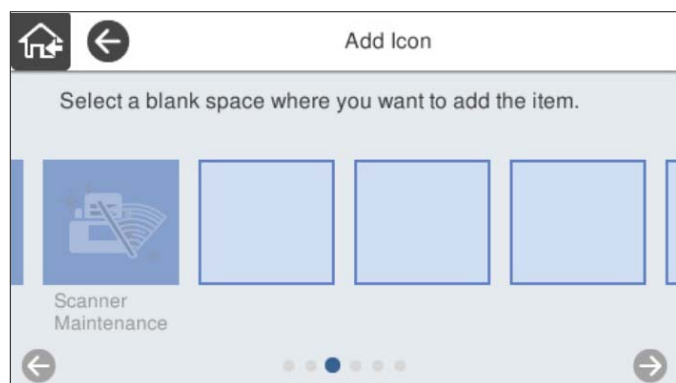 Add Icon
Select a blank space where you want to add the item.
Scanner
Maintenance